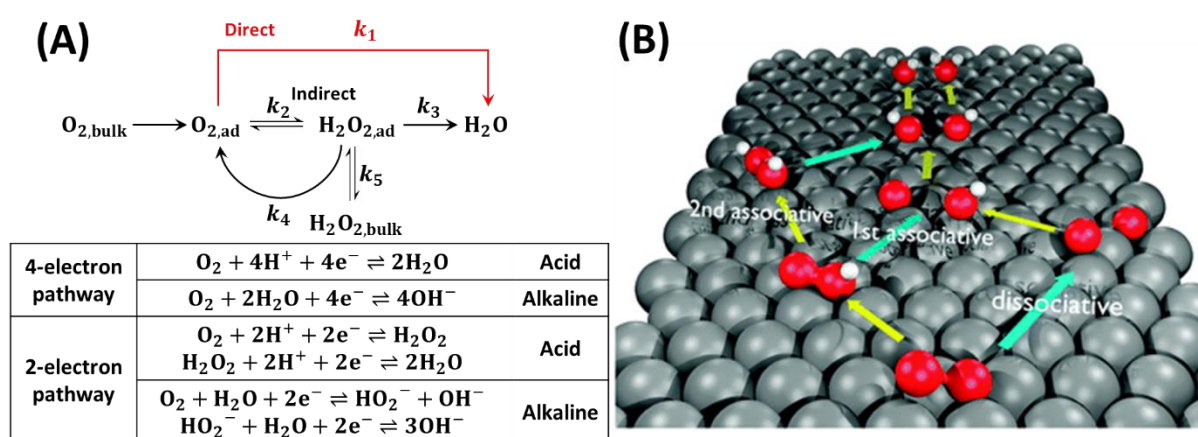 (A)
Direct k₁
O₂,bulk O₂,ad k₂ Indirect H₂O₂,ad k₃ H₂O
k₄ k₅
H₂O₂,bulk
4-electron pathway
O₂ + 4H⁺ + 4e⁻ ⇌ 2H₂O Acid
O₂ + 2H₂O + 4e⁻ ⇌ 4OH⁻ Alkaline
2-electron pathway
O₂ + 2H⁺ + 2e⁻ ⇌ H₂O₂
H₂O₂ + 2H⁺ + 2e⁻ ⇌ 2H₂O
Acid
O₂ + H₂O + 2e⁻ ⇌ HO₂⁻ + OH⁻
HO₂⁻ + H₂O + 2e⁻ ⇌ 3OH⁻
Alkaline
(B)
2nd associative
1st associative
dissociative